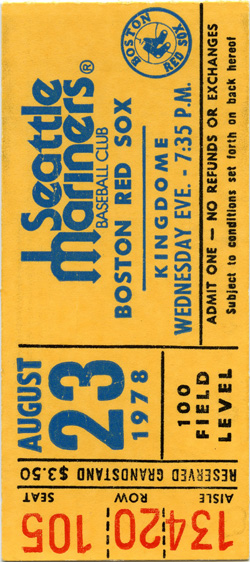 Seattle
Mariners®
BASEBALL CLUB
BOSTON RED SOX
BOSTON RED SOX
KINGDOME
WEDNESDAY EVE. - 7:35 P.M.
ADMIT ONE — NO REFUNDS OR EXCHANGES
Subject to conditions set forth on back hereof
AUGUST
23
1978
100
FIELD
LEVEL
RESERVED GRANDSTAND $3.50
AISLE ROW SEAT
134 20 105